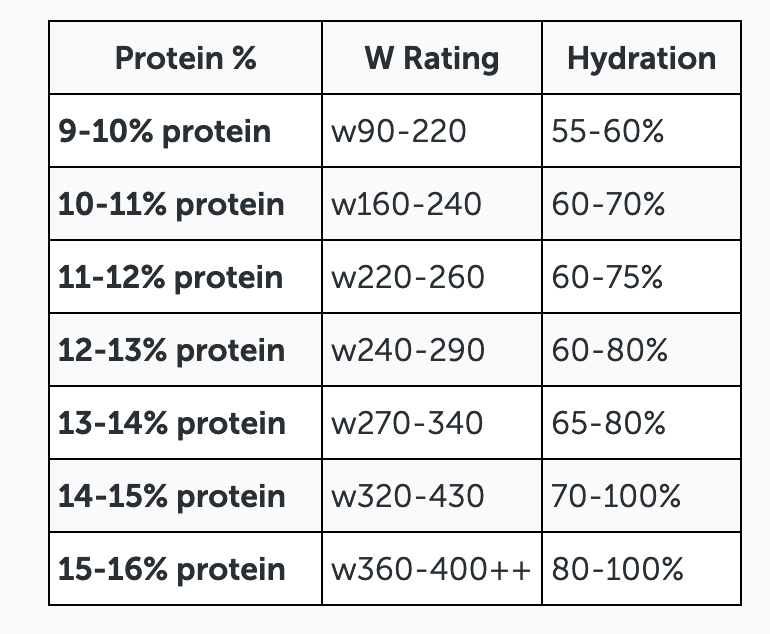 Protein % W Rating Hydration
9-10% protein w90-220 55-60%
10-11% protein w160-240 60-70%
11-12% protein w220-260 60-75%
12-13% protein w240-290 60-80%
13-14% protein w270-340 65-80%
14-15% protein w320-430 70-100%
15-16% protein w360-400++ 80-100%